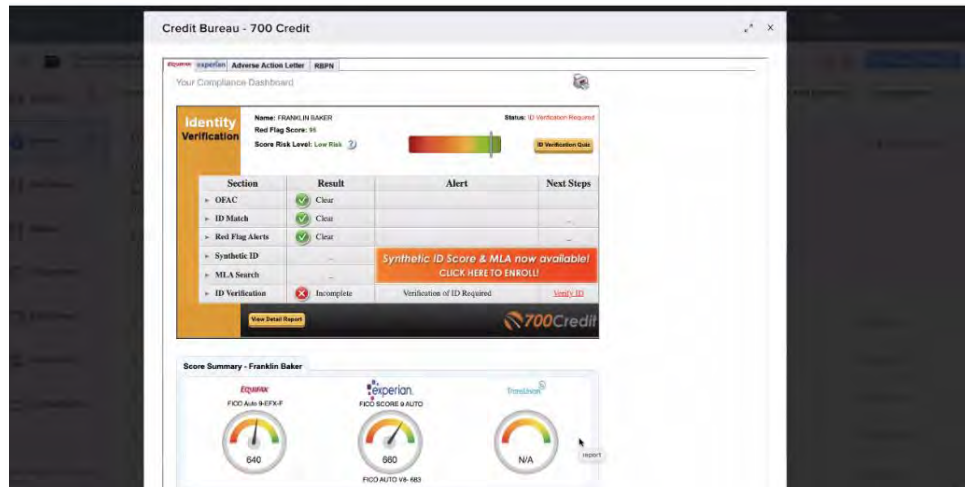 Credit Bureau - 700 Credit
EQUIFAX experian Adverse Action Letter RBPN
Your Compliance Dashboard
Identity Verification
Name: FRANKLIN BAKER
Status: ID Verification Required
Red Flag Score:
Score Risk Level: Low Risk
ID Verification Quiz
Section Result Alert Next Steps
OFAC Clear
ID Match Clear
Red Flag Alerts Clear
Synthetic ID
Synthetic ID Score & MLA now available!
CLICK HERE TO ENROLL!
MLA Search
ID Verification Incomplete Verification of ID Required Verify ID
View Detail Report
700Credit
Score Summary - Franklin Baker
EQUIFAX experian. TransUnion
FICO Auto 9-EFX-F FICO SCORE 9 AUTO
640 660 N/A
report
FICO AUTO V8- 683